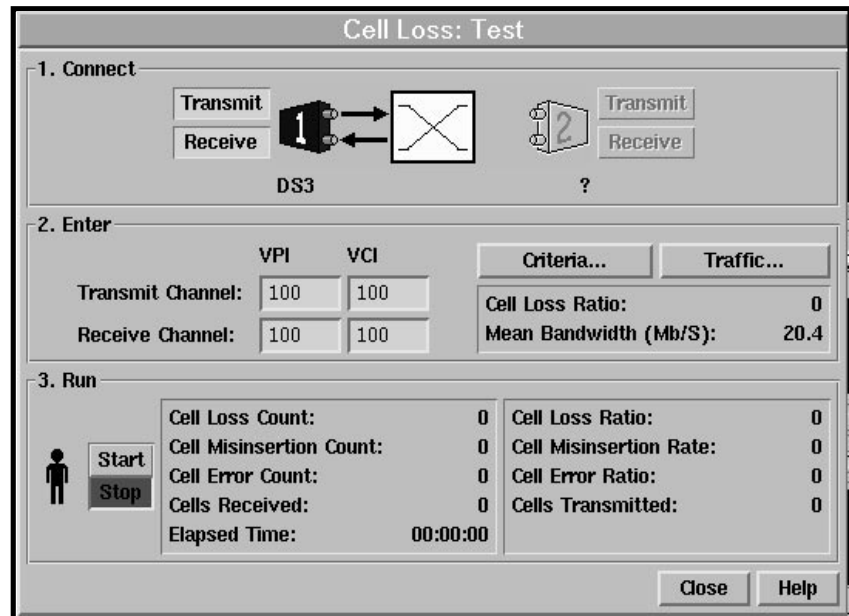 Cell Loss: Test
1. Connect
Transmit
Receive
1
DS3
2
Transmit
Receive
?
2. Enter
VPI VCI
Transmit Channel: 100 100
Receive Channel: 100 100
Criteria... Traffic...
Cell Loss Ratio: 0
Mean Bandwidth (Mb/S): 20.4
3. Run
Start
Stop
Cell Loss Count: 0
Cell Misinsertion Count: 0
Cell Error Count: 0
Cells Received: 0
Elapsed Time: 00:00:00
Cell Loss Ratio: 0
Cell Misinsertion Rate: 0
Cell Error Ratio: 0
Cells Transmitted: 0
Close Help